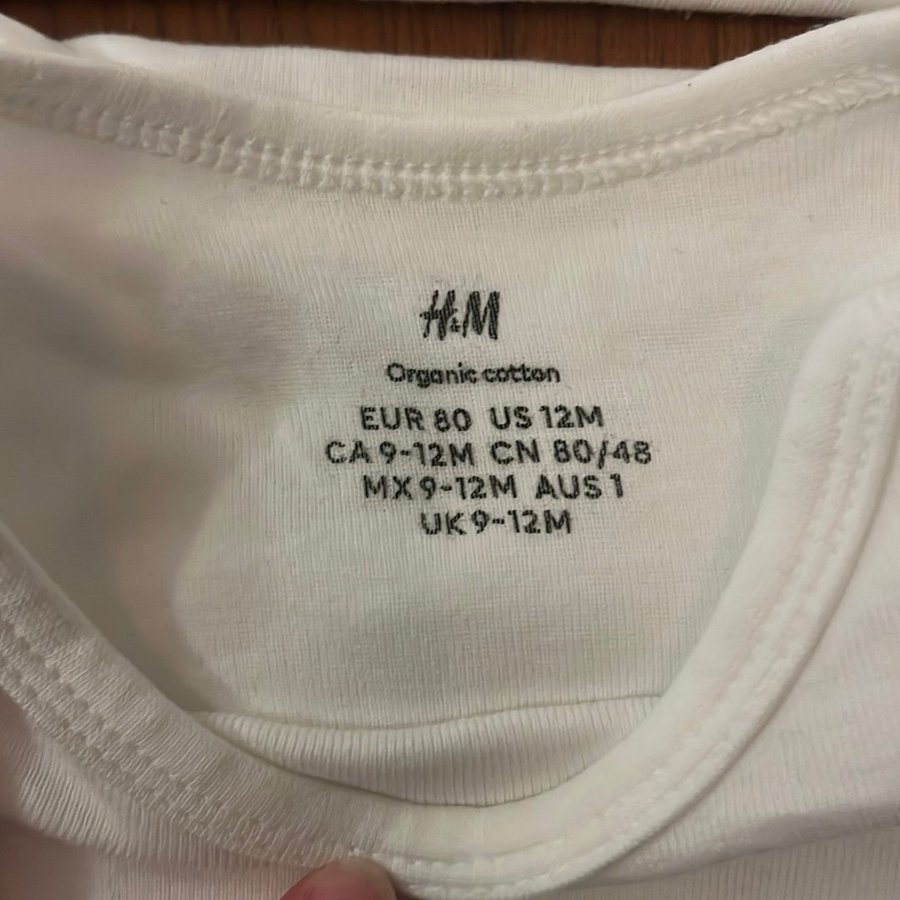 H&M
Organic cotton
EUR 80 US 12M
CA 9-12M CN 80/48
MX 9-12M AUS 1
UK 9-12M